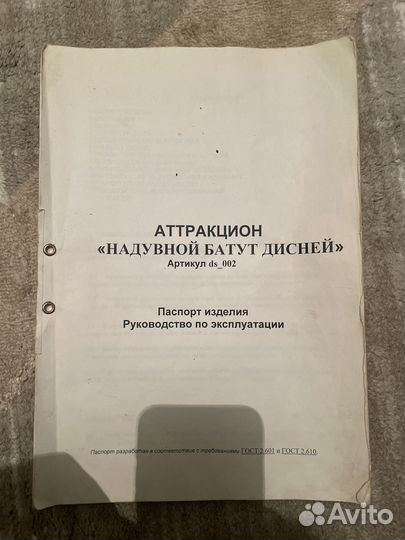 АТТРАКЦИОН
«НАДУВНОЙ БАТУТ ДИСНЕЙ»
Артикул ds_002
Паспорт изделия
Руководство по эксплуатации
Паспорт разработан в соответствие с требованиями ГОСТ 2.601 и ГОСТ 2.610.
Avito